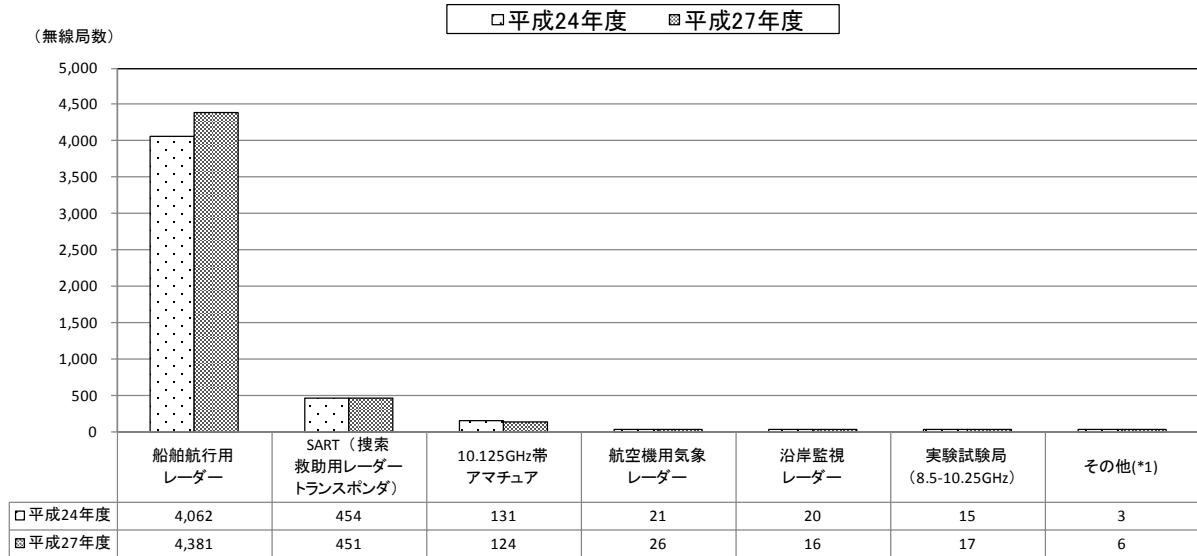 □平成24年度 ▩平成27年度
(無線局数)
5,000
4,500
4,000
3,500
3,000
2,500
2,000
1,500
1,000
500
0
船舶航行用
レーダー
SART（捜索
救助用レーダー
トランスポンダ）
10.125GHz帯
アマチュア
航空機用気象
レーダー
沿岸監視
レーダー
実験試験局
（8.5-10.25GHz）
その他(*1)
□平成24年度 4,062 454 131 21 20 15 3
▩平成27年度 4,381 451 124 26 16 17 6